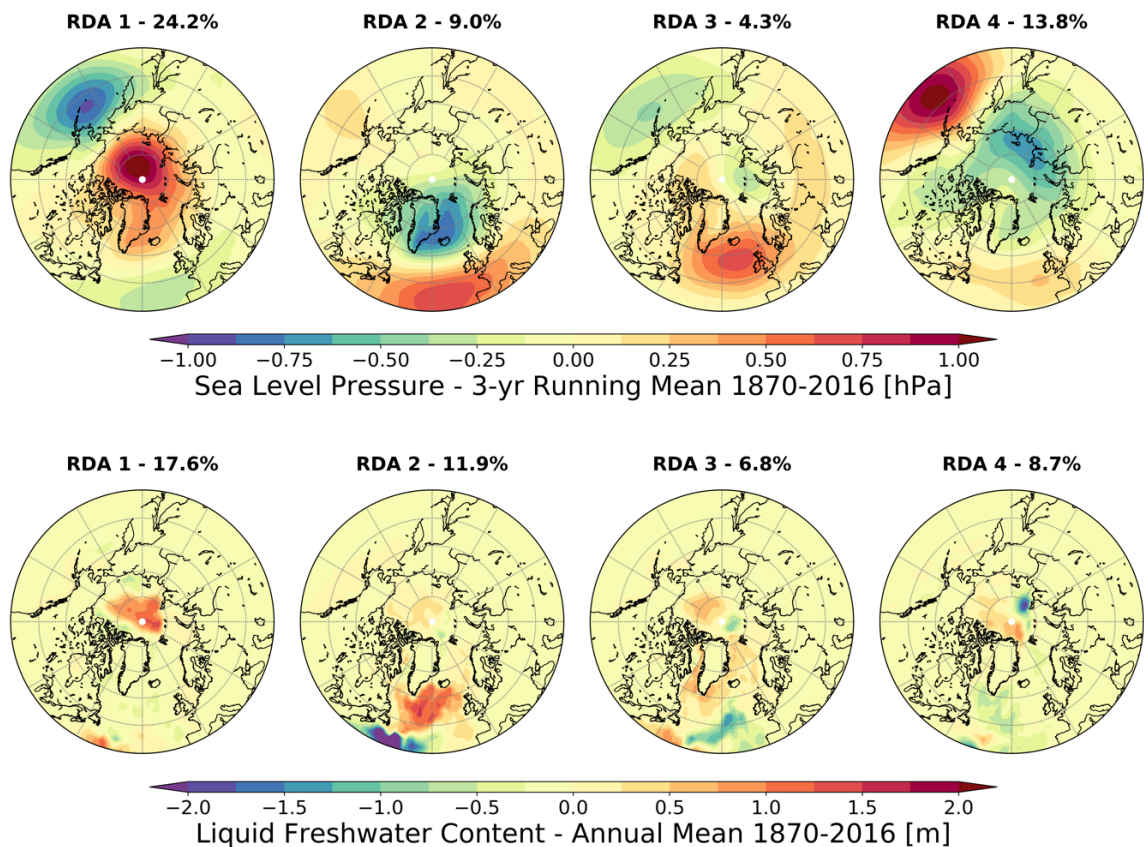 RDA 1 - 24.2% RDA 2 - 9.0% RDA 3 - 4.3% RDA 4 - 13.8%
−1.00 −0.75 −0.50 −0.25 0.00 0.25 0.50 0.75 1.00
Sea Level Pressure - 3-yr Running Mean 1870-2016 [hPa]
RDA 1 - 17.6% RDA 2 - 11.9% RDA 3 - 6.8% RDA 4 - 8.7%
−2.0 −1.5 −1.0 −0.5 0.0 0.5 1.0 1.5 2.0
Liquid Freshwater Content - Annual Mean 1870-2016 [m]